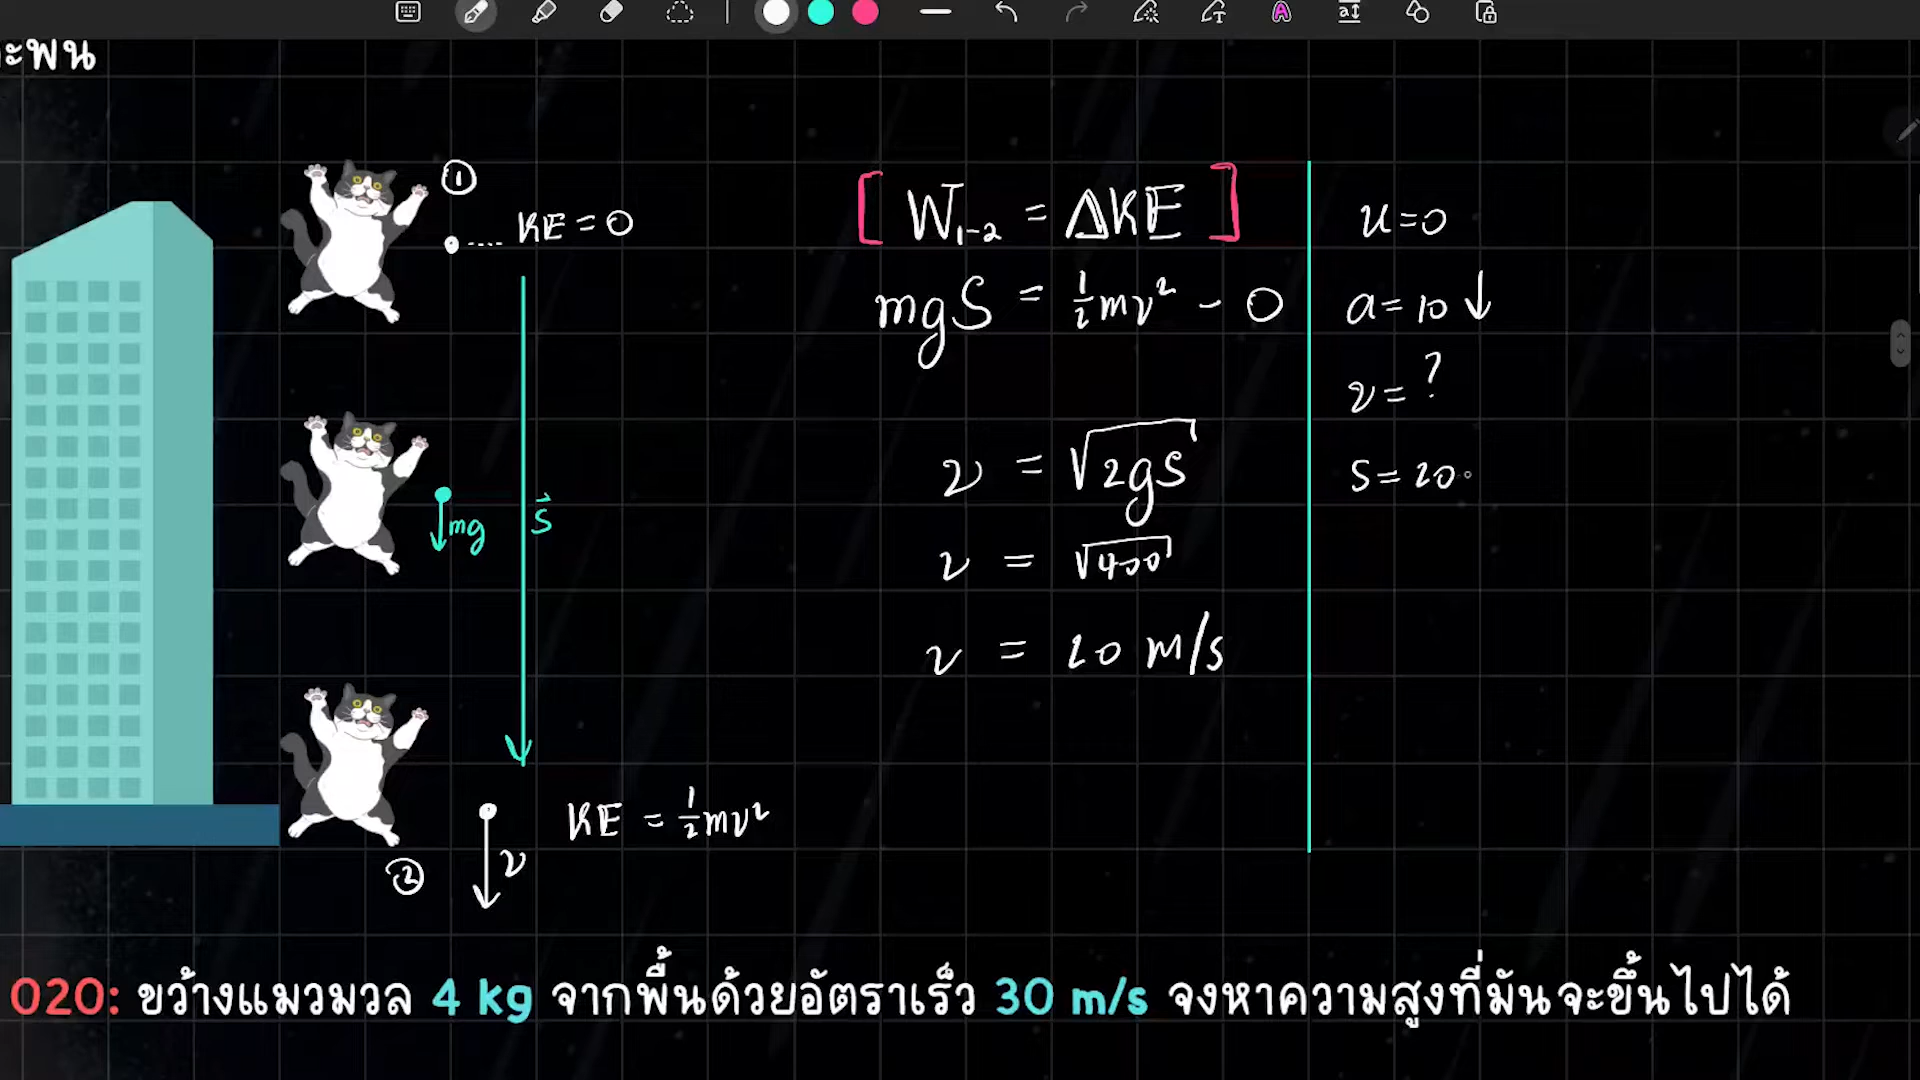 ะพื้น
①
KE = 0
mg
s⃗
KE = ½mv²
v
②
[ W₁₋₂ = ΔKE ]
mgS = ½mv² - 0
v = √2gS
v = √400
v = 20 m/s
u = 0
a = 10 ↓
v = ?
s = 20
020: ขว้างแมวมวล 4 kg จากพื้นด้วยอัตราเร็ว 30 m/s จงหาความสูงที่มันจะขึ้นไปได้